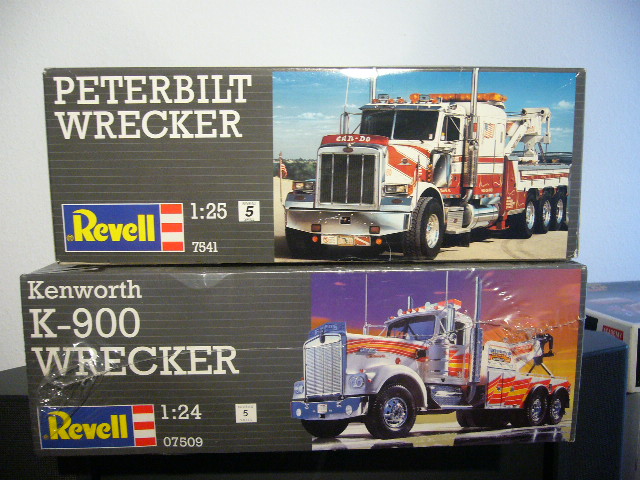 PETERBILT
WRECKER
CAN-DO
Revell
1:25
5
7541
Kenworth
K-900
WRECKER
Revell
1:24
5
07509